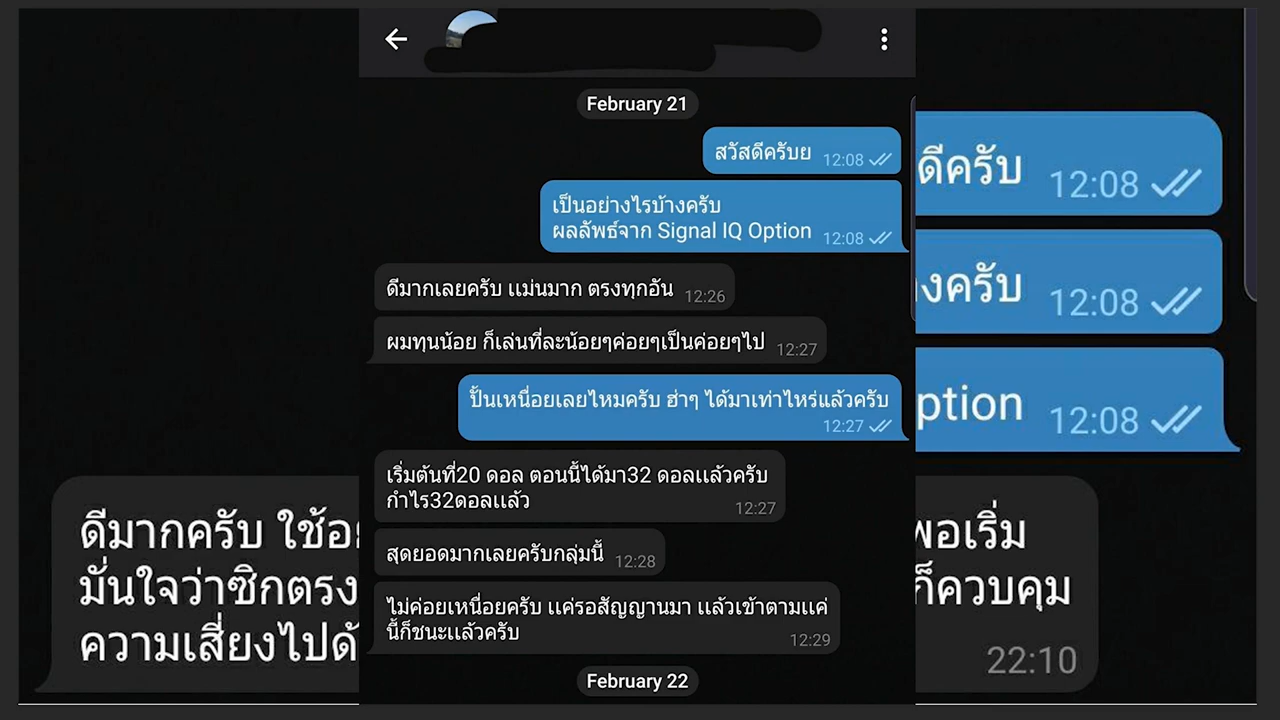 February 21
สวัสดีครับย 12:08
เป็นอย่างไรบ้างครับ
ผลลัพธ์จาก Signal IQ Option 12:08
ดีมากเลยครับ แม่นมาก ตรงทุกอัน 12:26
ผมทุนน้อย ก็เล่นที่ละน้อยๆค่อยๆเป็นค่อยๆไป 12:27
ปั้นเหนื่อยเลยไหมครับ ฮ่าๆ ได้มาเท่าไหร่แล้วครับ
12:27
เริ่มต้นที่20 ดอล ตอนนี้ได้มา32 ดอลแล้วครับ
กำไร32ดอลแล้ว 12:27
สุดยอดมากเลยครับกลุ่มนี้ 12:28
ไม่ค่อยเหนื่อยครับ แค่รอสัญญานมา แล้วเข้าตามแค่
นี้ก็ชนะแล้วครับ 12:29
February 22
ดีมากครับ ใช้อ
มั่นใจว่าซิกตรง
ความเสี่ยงไปด้
ดีครับ 12:08
งครับ 12:08
ption 12:08
พอเริ่ม
ก็ควบคุม
22:10